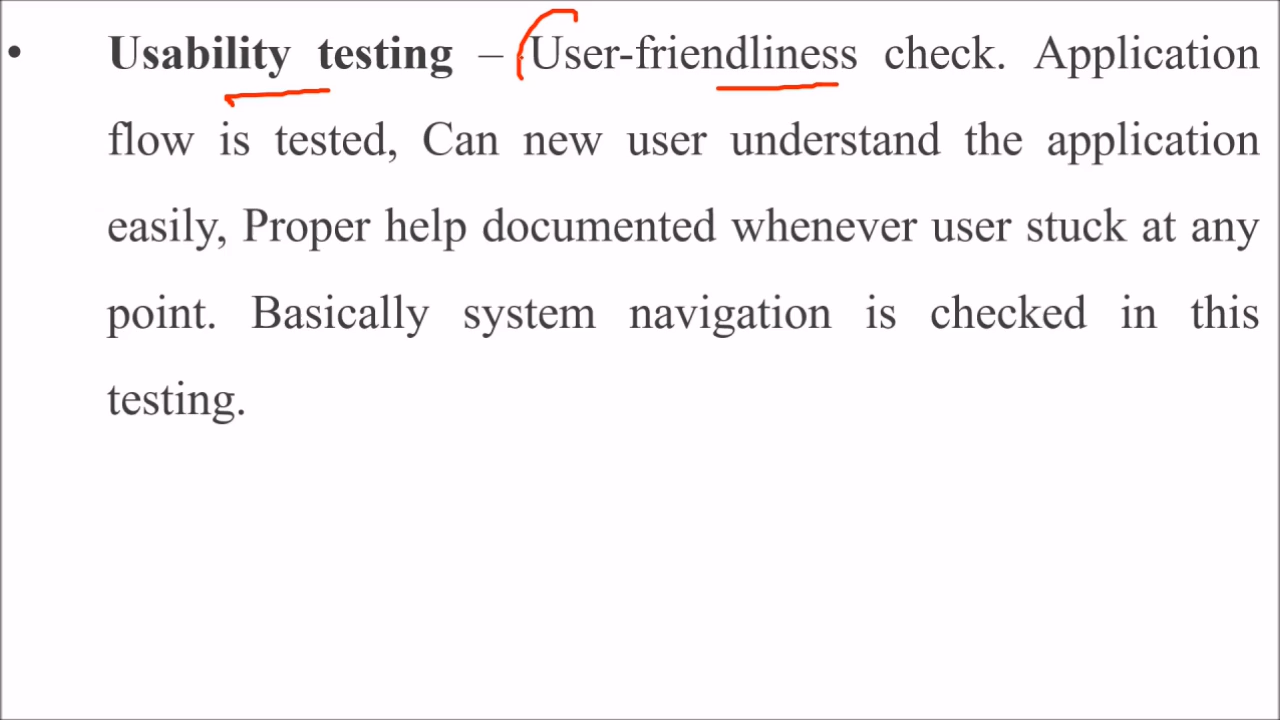 • Usability testing – User-friendliness check. Application
flow is tested, Can new user understand the application
easily, Proper help documented whenever user stuck at any
point. Basically system navigation is checked in this
testing.